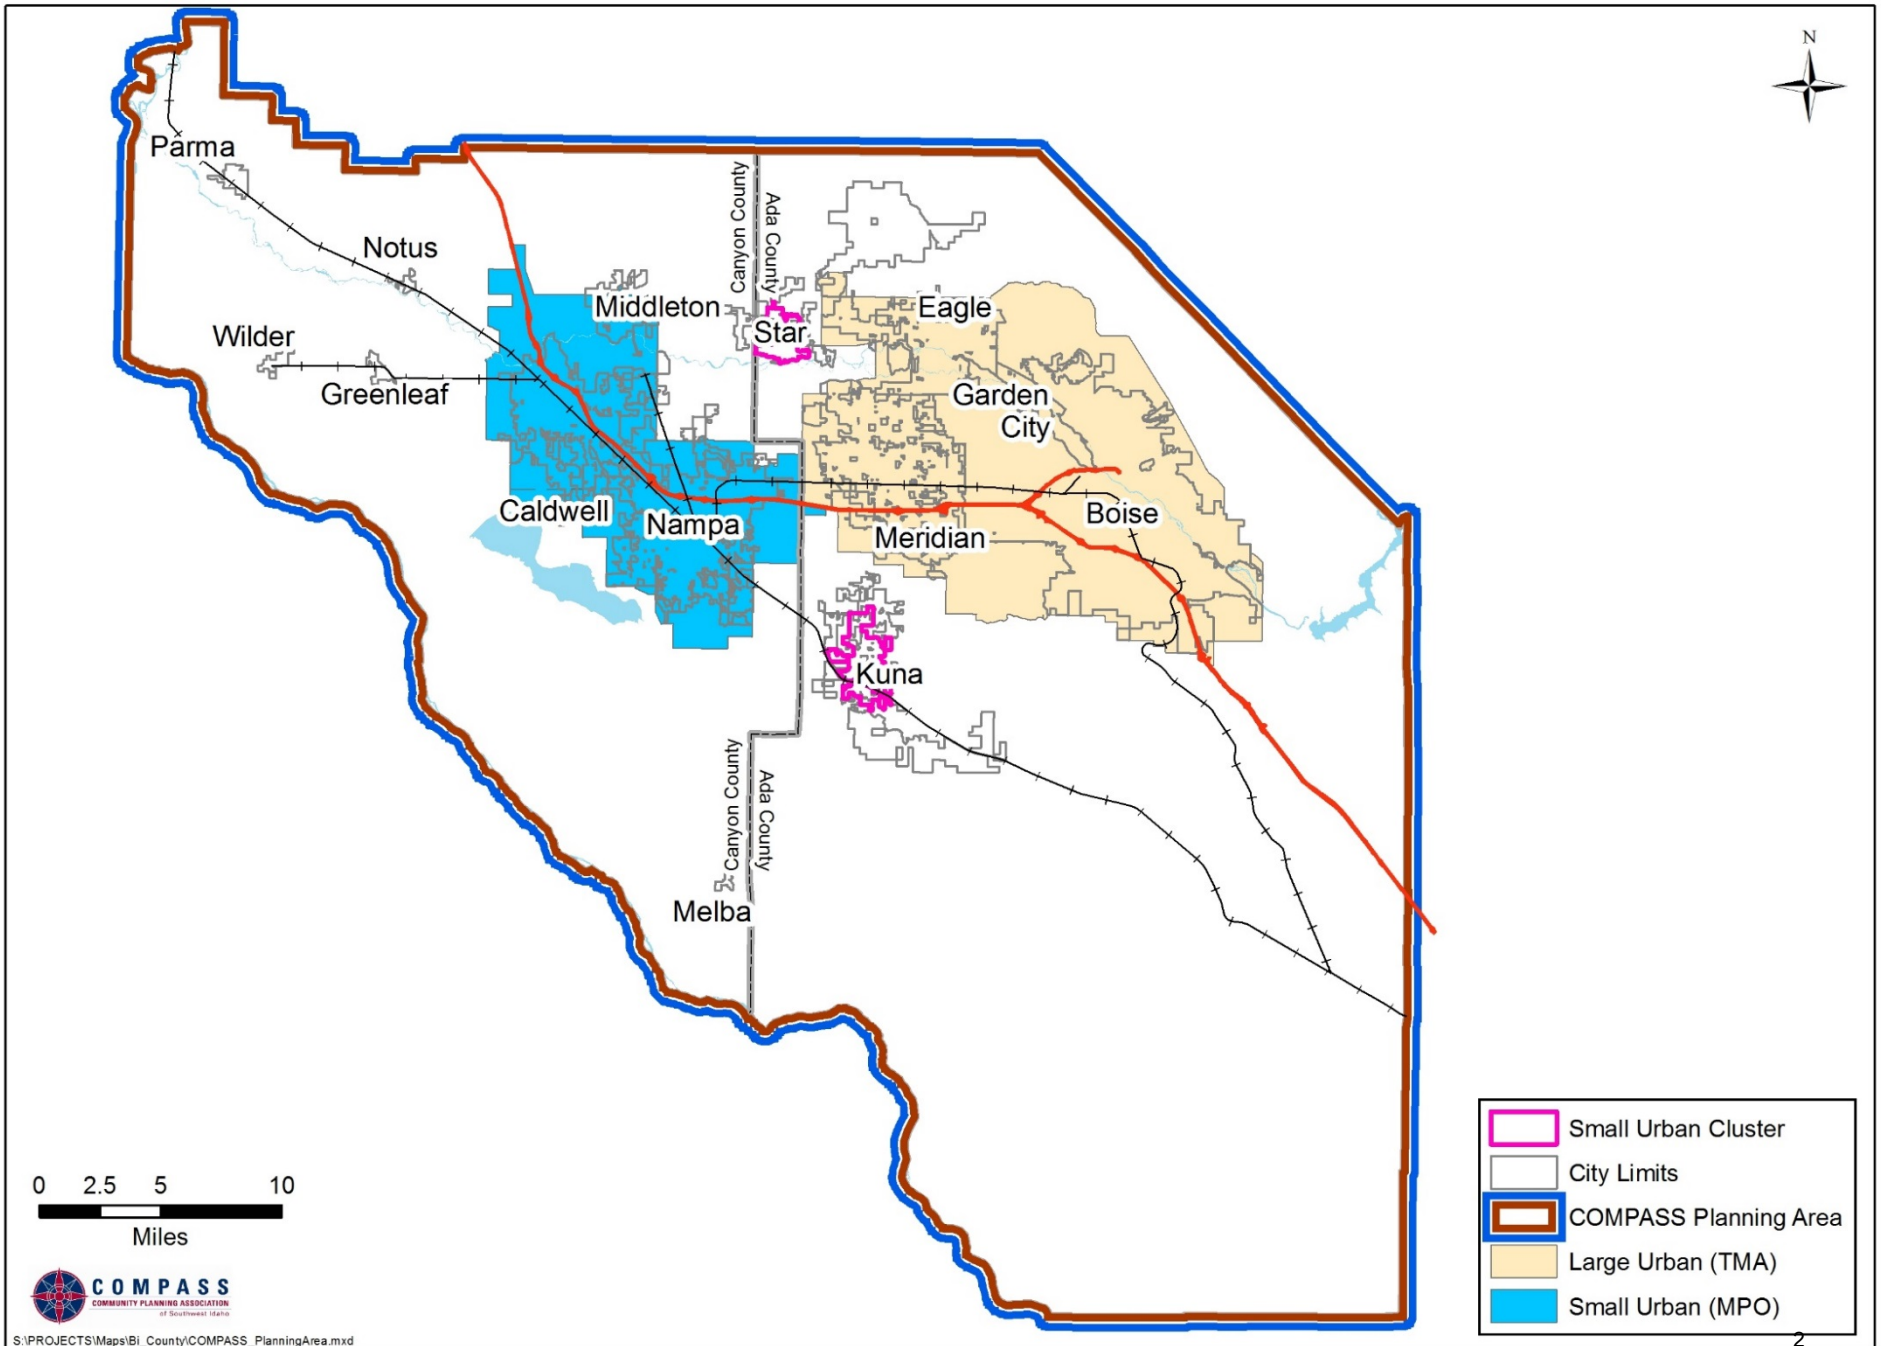 N
Parma
Notus
Wilder
Greenleaf
Middleton
Canyon County
Ada County
Star
Eagle
Garden
City
Caldwell
Nampa
Meridian
Boise
Kuna
Canyon County
Ada County
Melba
0 2.5 5 10
Miles
COMPASS
COMMUNITY PLANNING ASSOCIATION
of Southwest Idaho
S:\PROJECTS\Maps\Bi_County\COMPASS_PlanningArea.mxd
Small Urban Cluster
City Limits
COMPASS Planning Area
Large Urban (TMA)
Small Urban (MPO)
2